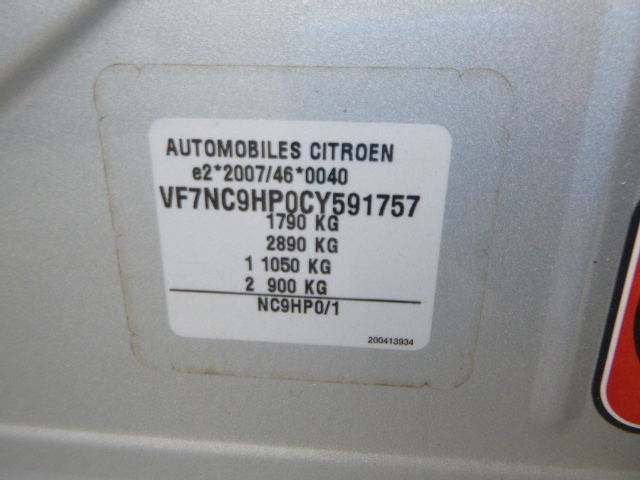 AUTOMOBILES CITROEN
e2*2007/46*0040
VF7NC9HP0CY591757
1790 KG
2890 KG
1 1050 KG
2 900 KG
NC9HP0/1
200413934